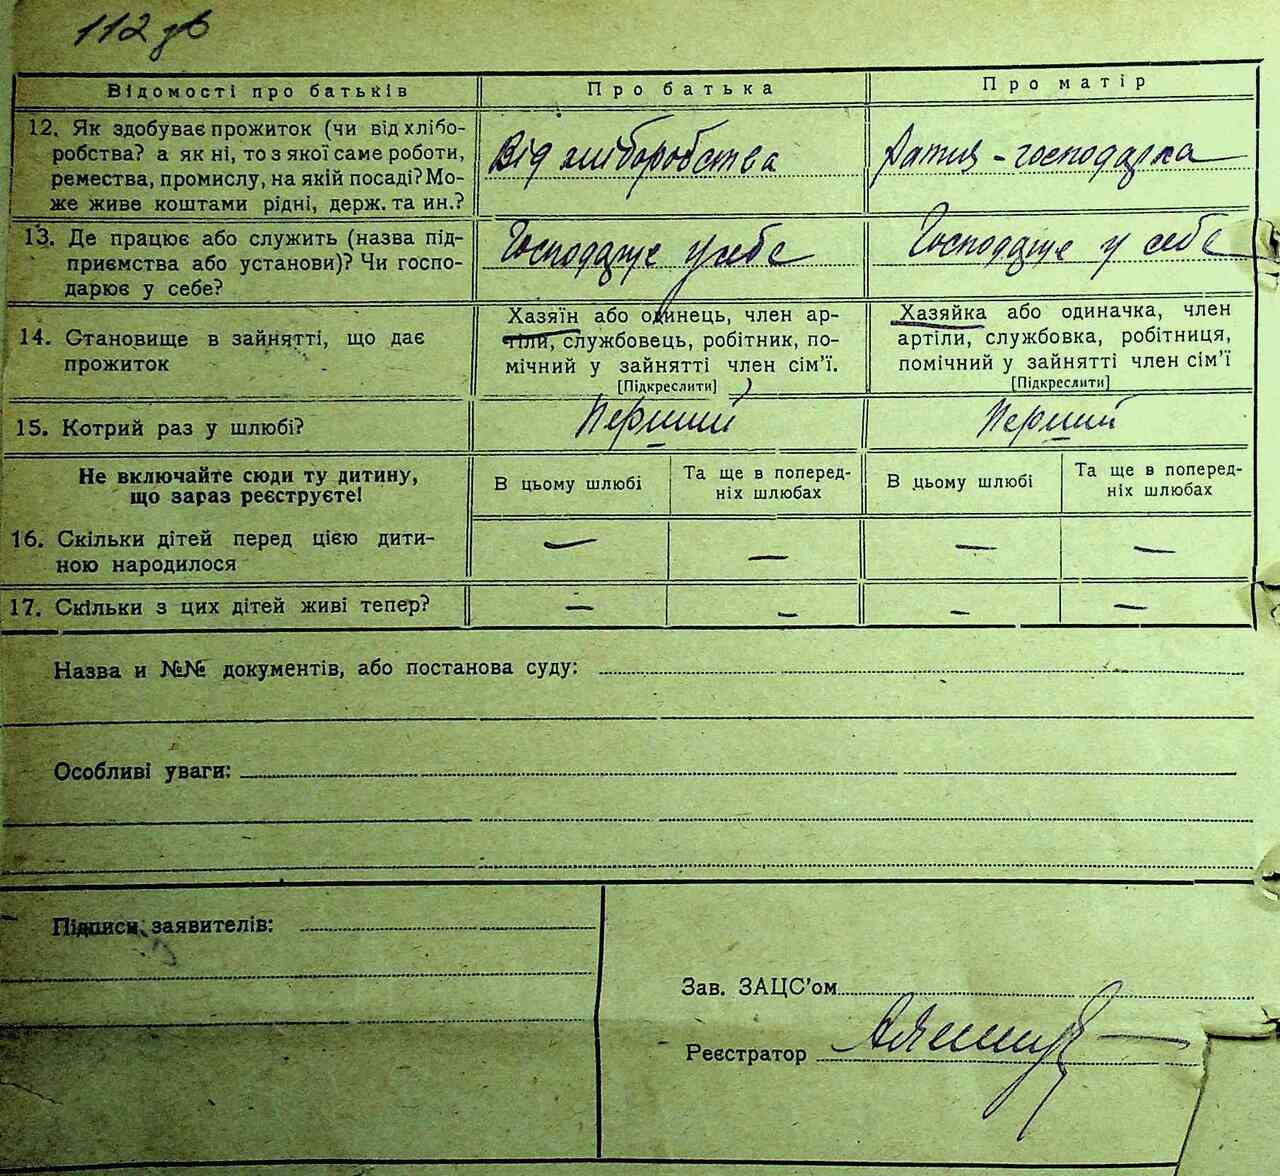 112 зв
Відомості про батьків
Про батька
Про матір
12. Як здобуває прожиток (чи від хлібо-
робства? а як ні, то з якої саме роботи,
ремества, промислу, на якій посаді? Мо-
же живе коштами рідні, держ. та ин.?
Від хліборобства
господарка
13. Де працює або служить (назва під-
приємства або установи)? Чи госпо-
дарює у себе?
Господарує у себе
Господарує у себе
14. Становище в зайнятті, що дає
прожиток
Хазяїн або одинець, член ар-
тіли, службовець, робітник, по-
мічний у зайнятті член сім’ї.
[Підкреслити]
Хазяйка або одиначка, член
артіли, службовка, робітниця,
помічний у зайнятті член сім’ї
[Підкреслити]
15. Котрий раз у шлюбі?
Перший
Перший
Не включайте сюди ту дитину,
що зараз реєструєте!
В цьому шлюбі
Та ще в поперед-
ніх шлюбах
В цьому шлюбі
Та ще в поперед-
ніх шлюбах
16. Скільки дітей перед цією дити-
ною народилося
— — — —
17. Скільки з цих дітей живі тепер?
— — — —
Назва и №№ документів, або постанова суду:
Особливі уваги:
Підписи заявителів:
Зав. ЗАЦС’ом
Реєстратор